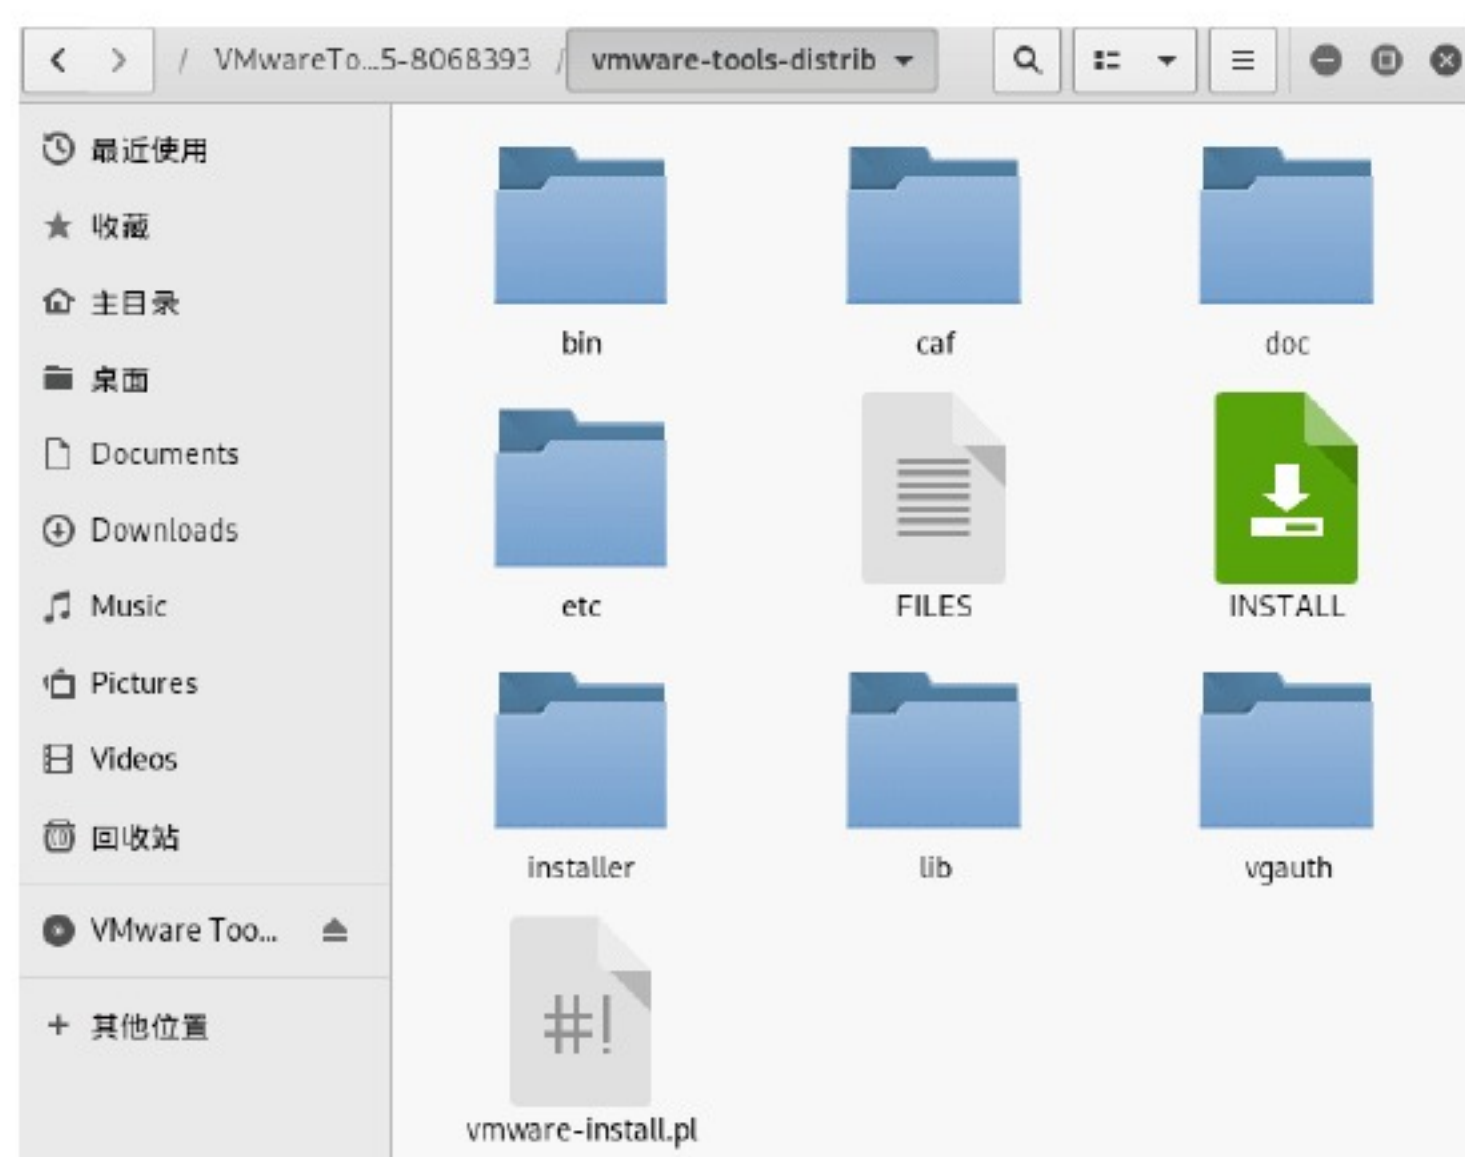 / VMwareTo...5-8068393 / vmware-tools-distrib
最近使用
收藏
主目录
桌面
Documents
Downloads
Music
Pictures
Videos
回收站
VMware Too...
其他位置
bin caf doc
etc FILES INSTALL
installer lib vgauth
#!
vmware-install.pl